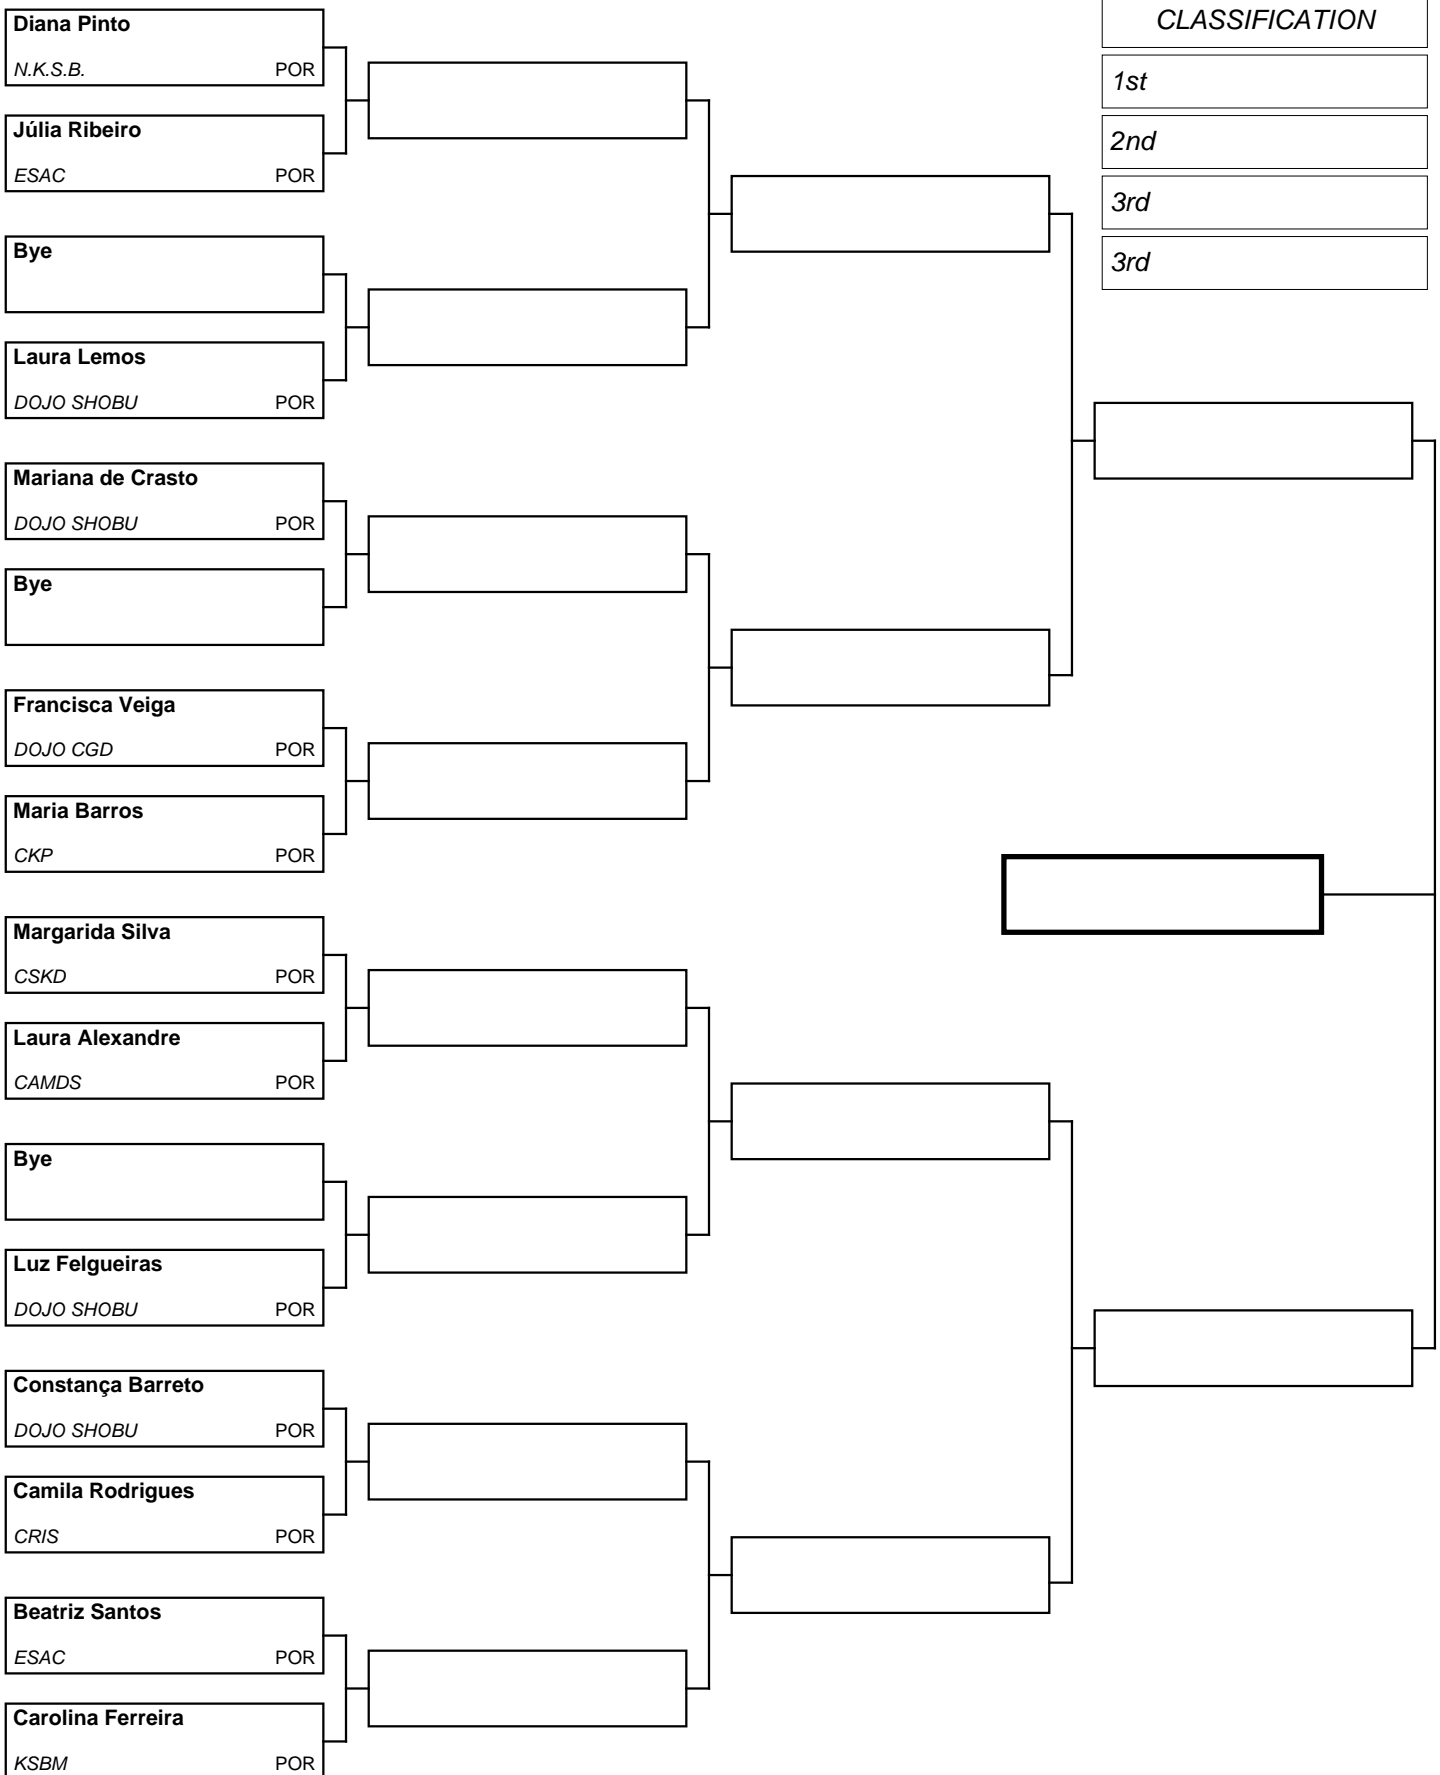 Diana Pinto
N.K.S.B. POR
Júlia Ribeiro
ESAC POR
Bye
Laura Lemos
DOJO SHOBU POR
Mariana de Crasto
DOJO SHOBU POR
Bye
Francisca Veiga
DOJO CGD POR
Maria Barros
CKP POR
Margarida Silva
CSKD POR
Laura Alexandre
CAMDS POR
Bye
Luz Felgueiras
DOJO SHOBU POR
Constança Barreto
DOJO SHOBU POR
Camila Rodrigues
CRIS POR
Beatriz Santos
ESAC POR
Carolina Ferreira
KSBM POR
CLASSIFICATION
1st
2nd
3rd
3rd